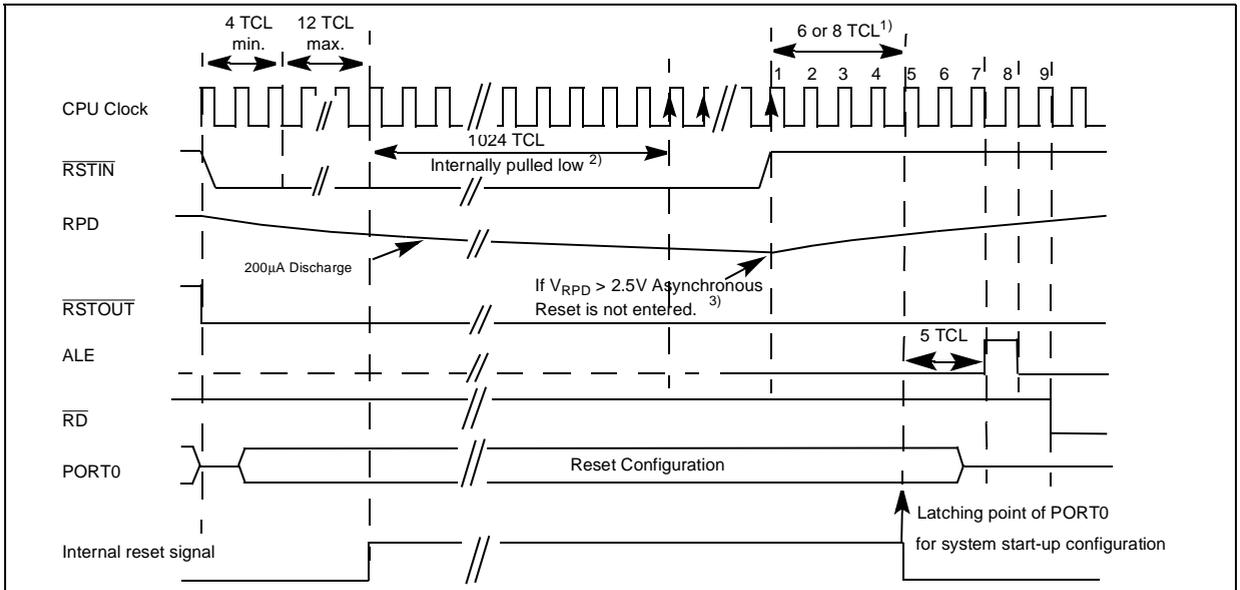 4 TCL
min.
12 TCL
max.
6 or 8 TCL1)
1 2 3 4 5 6 7 8 9
CPU Clock
1024 TCL
Internally pulled low 2)
RSTIN
RPD
200µA Discharge
If VRPD > 2.5V Asynchronous
Reset is not entered. 3)
RSTOUT
5 TCL
ALE
RD
PORT0
Reset Configuration
Latching point of PORT0
for system start-up configuration
Internal reset signal